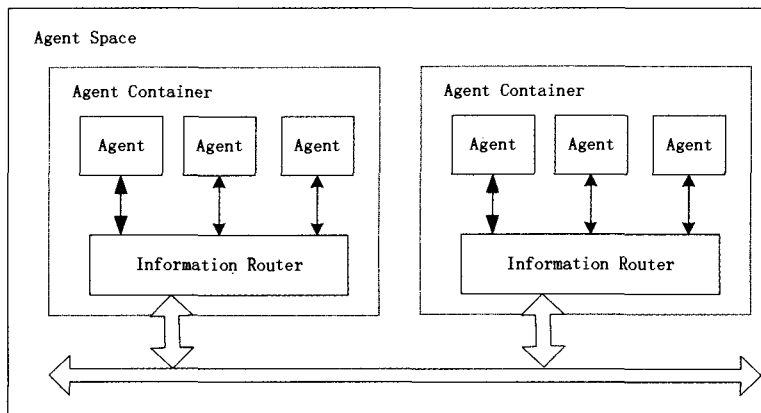 Agent Space
Agent Container
Agent Agent Agent
Information Router
Agent Container
Agent Agent Agent
Information Router